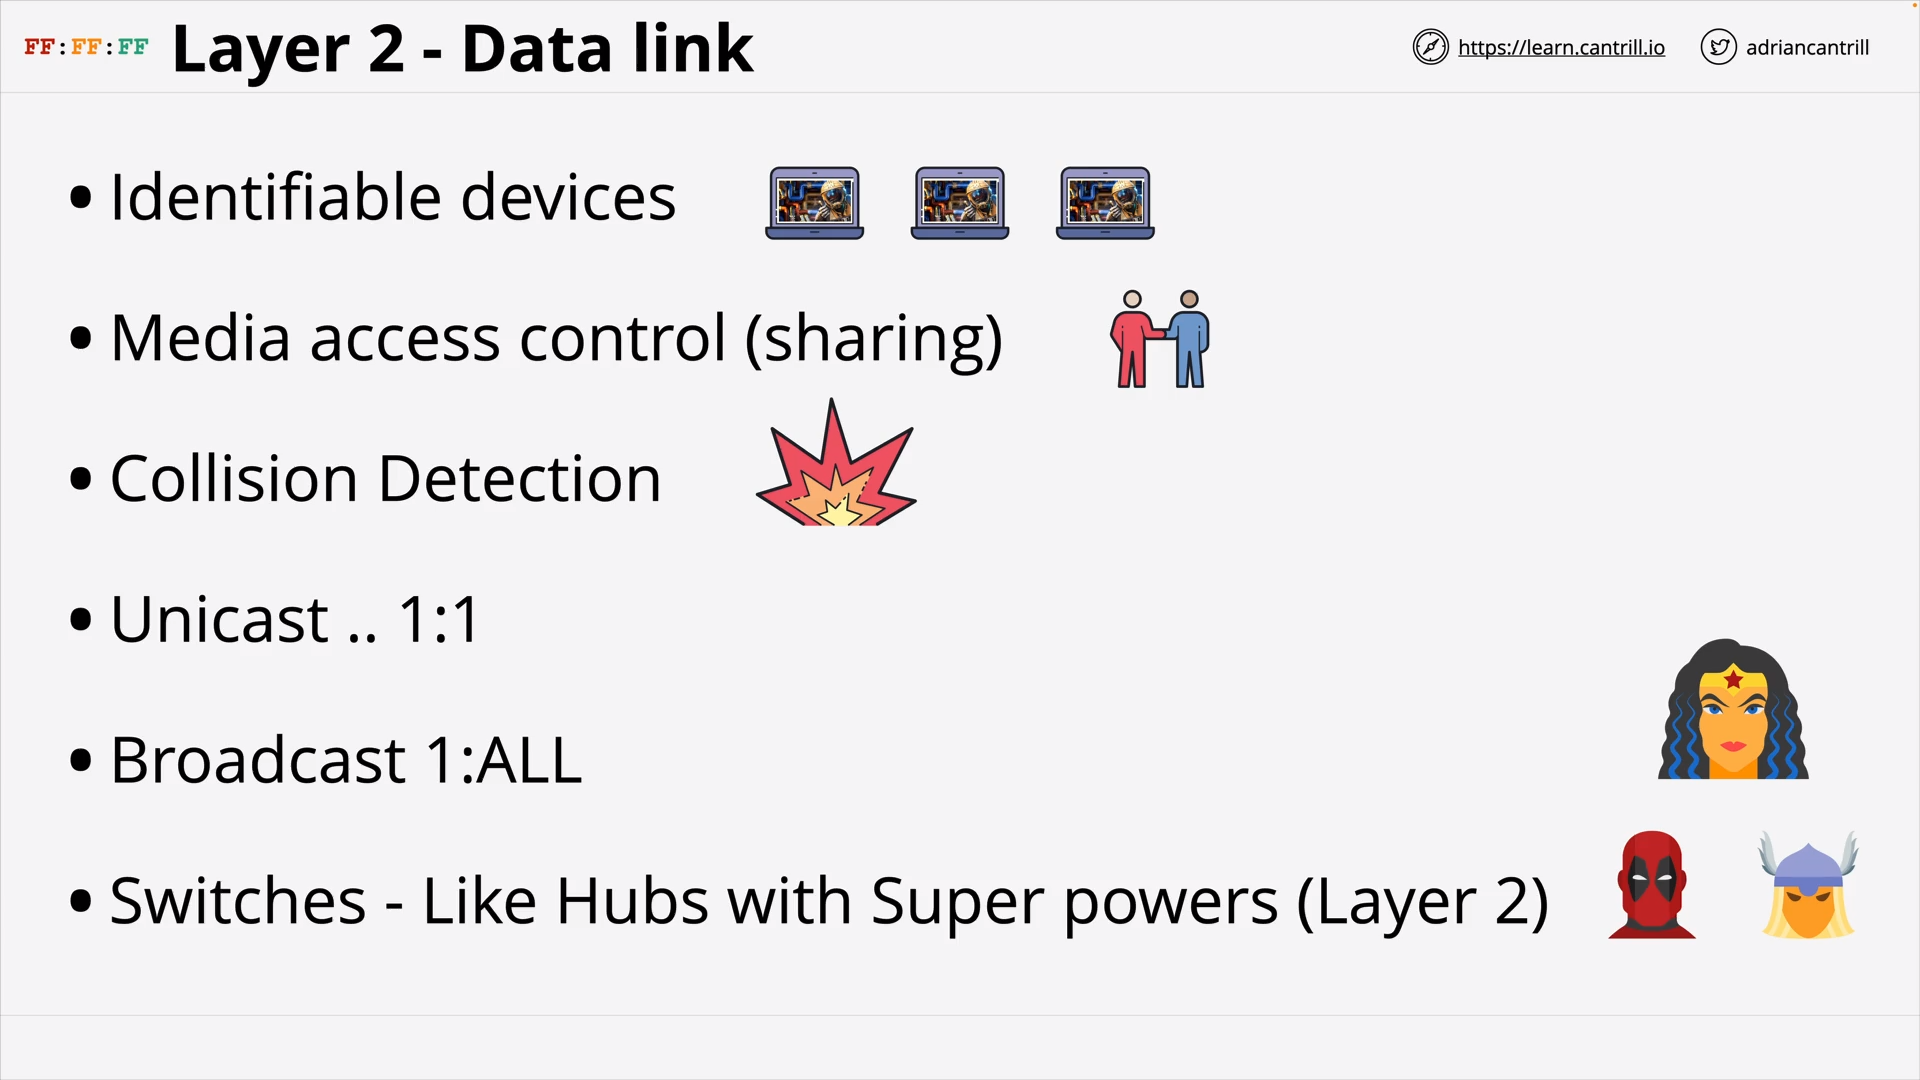 FF:FF:FF Layer 2 - Data link
https://learn.cantrill.io
adriancantrill
• Identifiable devices
• Media access control (sharing)
• Collision Detection
• Unicast .. 1:1
• Broadcast 1:ALL
• Switches - Like Hubs with Super powers (Layer 2)